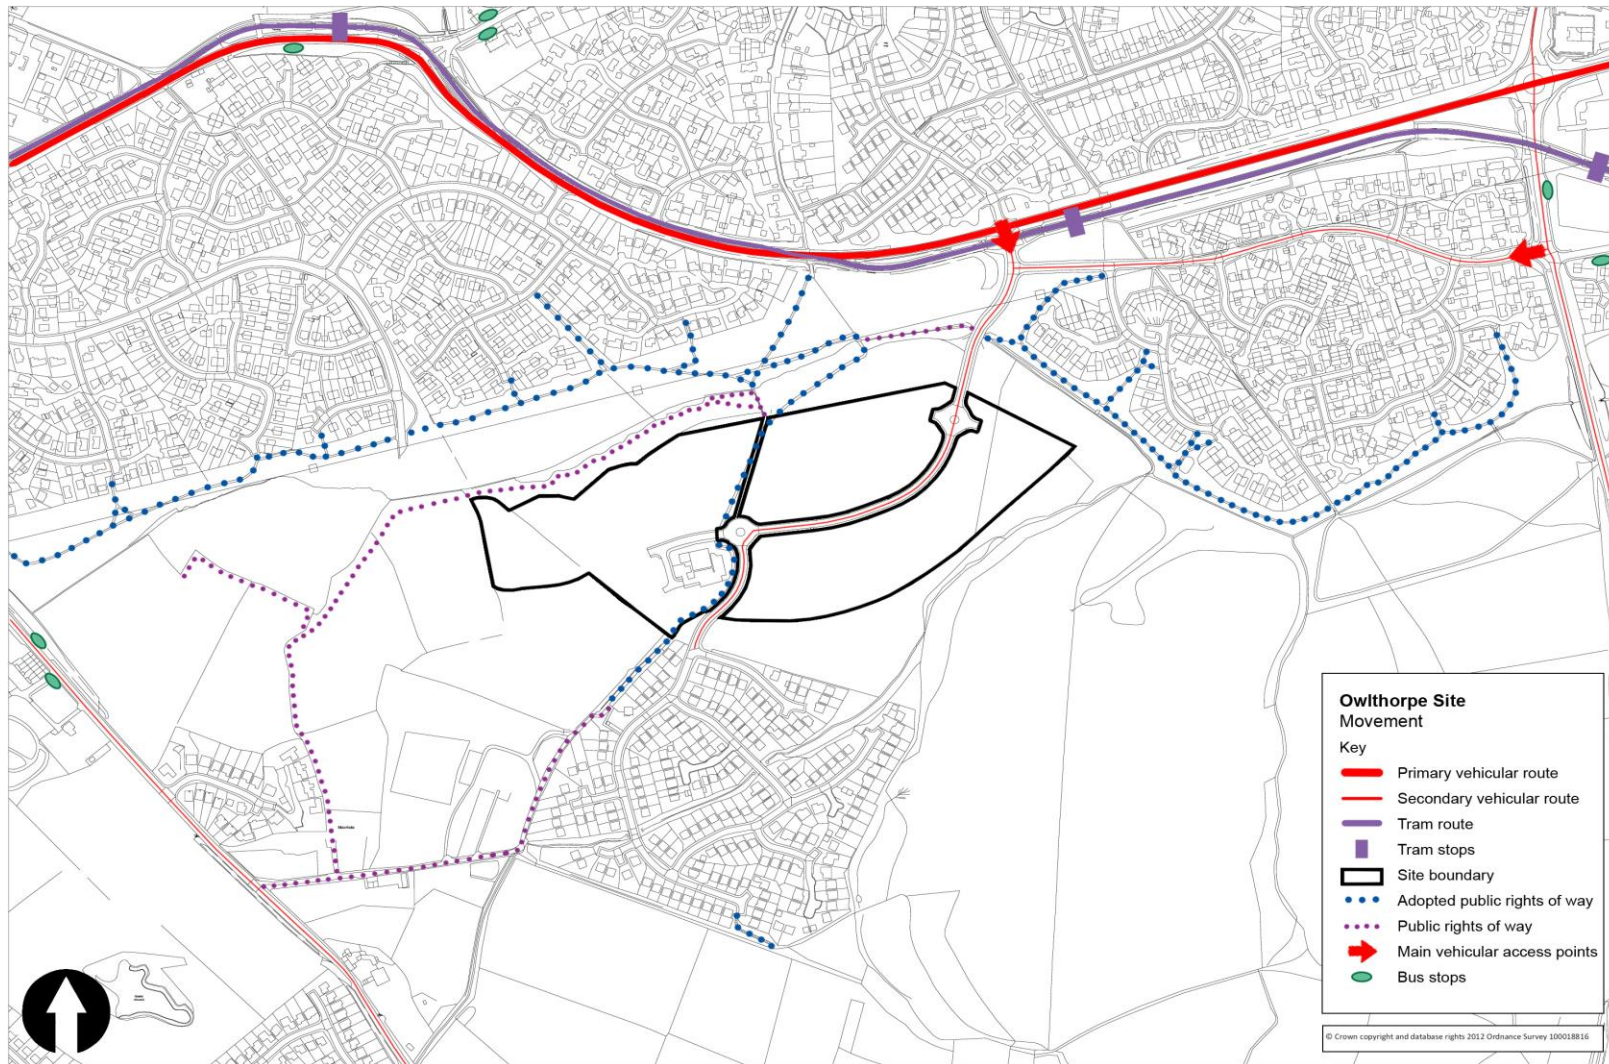 Owlthorpe Site
Movement
Key
Primary vehicular route
Secondary vehicular route
Tram route
Tram stops
Site boundary
Adopted public rights of way
Public rights of way
Main vehicular access points
Bus stops
© Crown copyright and database rights 2012 Ordnance Survey 100018816